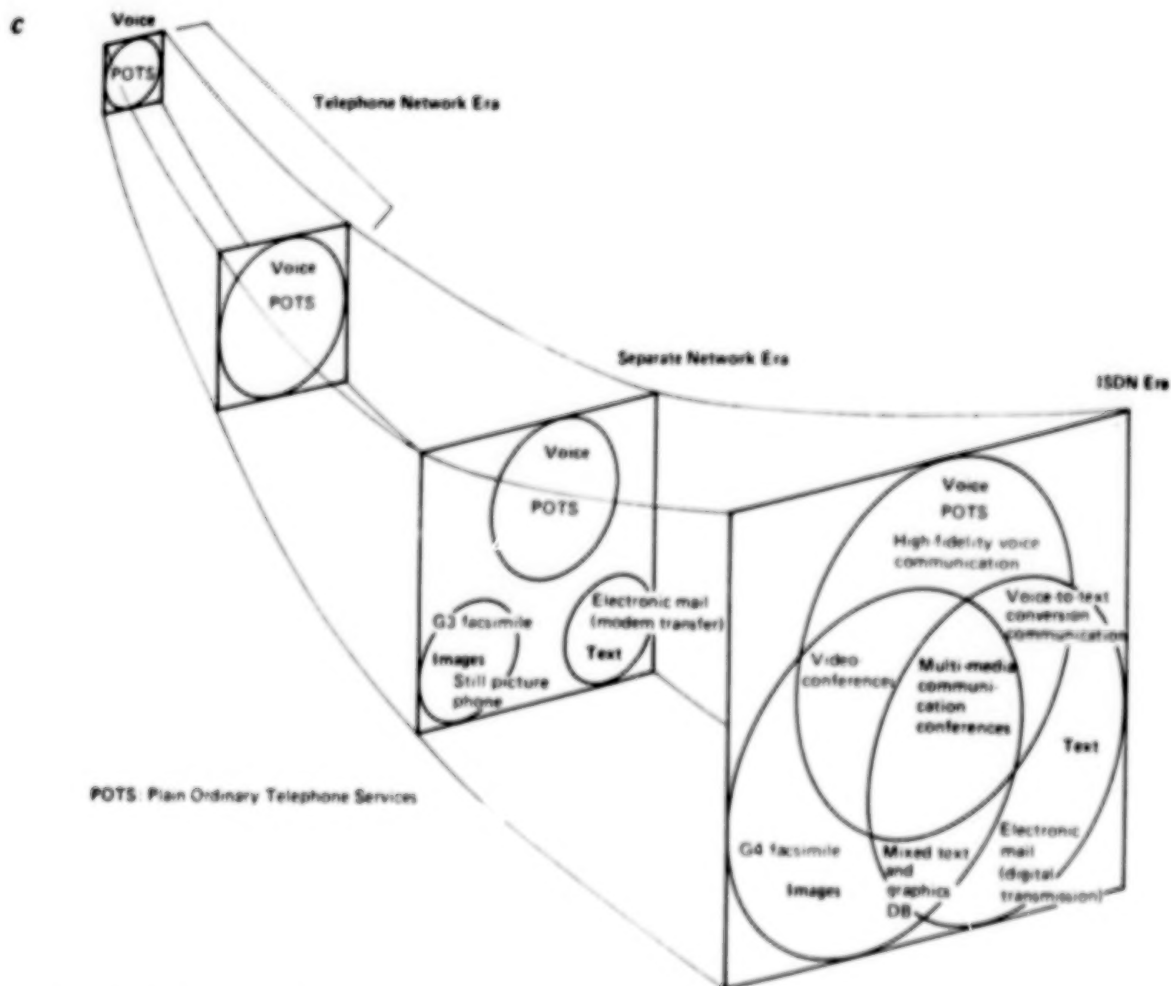 c
Voice
POTS
Telephone Network Era
Voice
POTS
Separate Network Era
ISDN Era
Voice
POTS
G3 facsimile
Images
Still picture
phone
Electronic mail
(modem transfer)
Text
Voice
POTS
High-fidelity voice
communication
Voice-to-text
conversion
communication
Video-
conferences
Multi-media
communi-
cation
conferences
Text
G4 facsimile
Images
Mixed text
and
graphics
DB
Electronic
mail
(digital
transmission)
POTS: Plain Ordinary Telephone Services